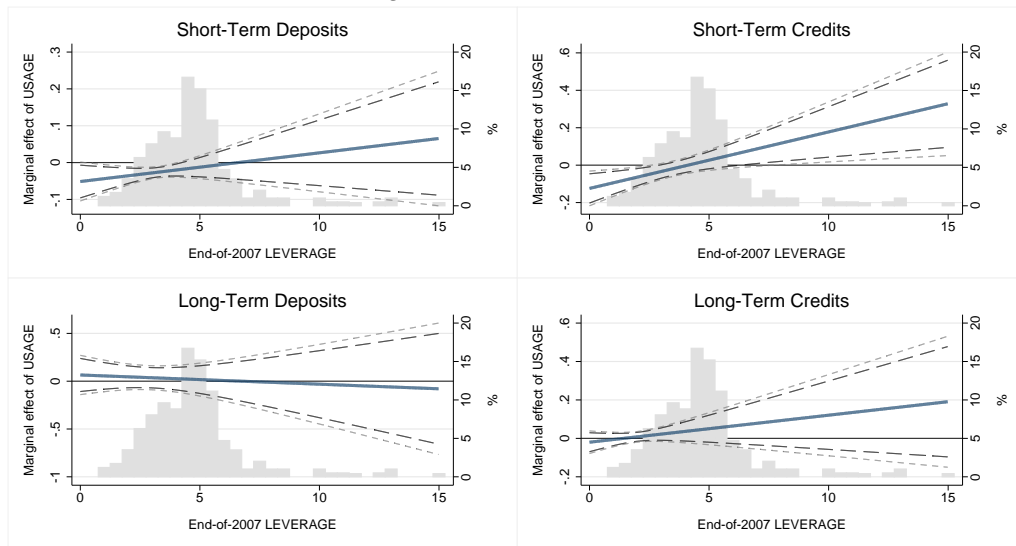 Short-Term Deposits
Marginal effect of USAGE
.3
.2
.1
0
-.1
20
15
10
5
0
%
0 5 10 15
End-of-2007 LEVERAGE
Short-Term Credits
Marginal effect of USAGE
.6
.4
.2
0
-.2
20
15
10
5
0
%
0 5 10 15
End-of-2007 LEVERAGE
Long-Term Deposits
Marginal effect of USAGE
.5
0
-.5
-1
20
15
10
5
0
%
0 5 10 15
End-of-2007 LEVERAGE
Long-Term Credits
Marginal effect of USAGE
.6
.4
.2
0
-.2
20
15
10
5
0
%
0 5 10 15
End-of-2007 LEVERAGE